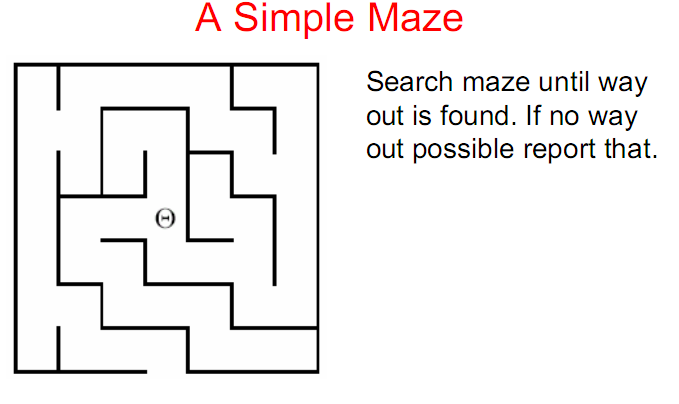 A Simple Maze
Search maze until way
out is found. If no way
out possible report that.
Θ